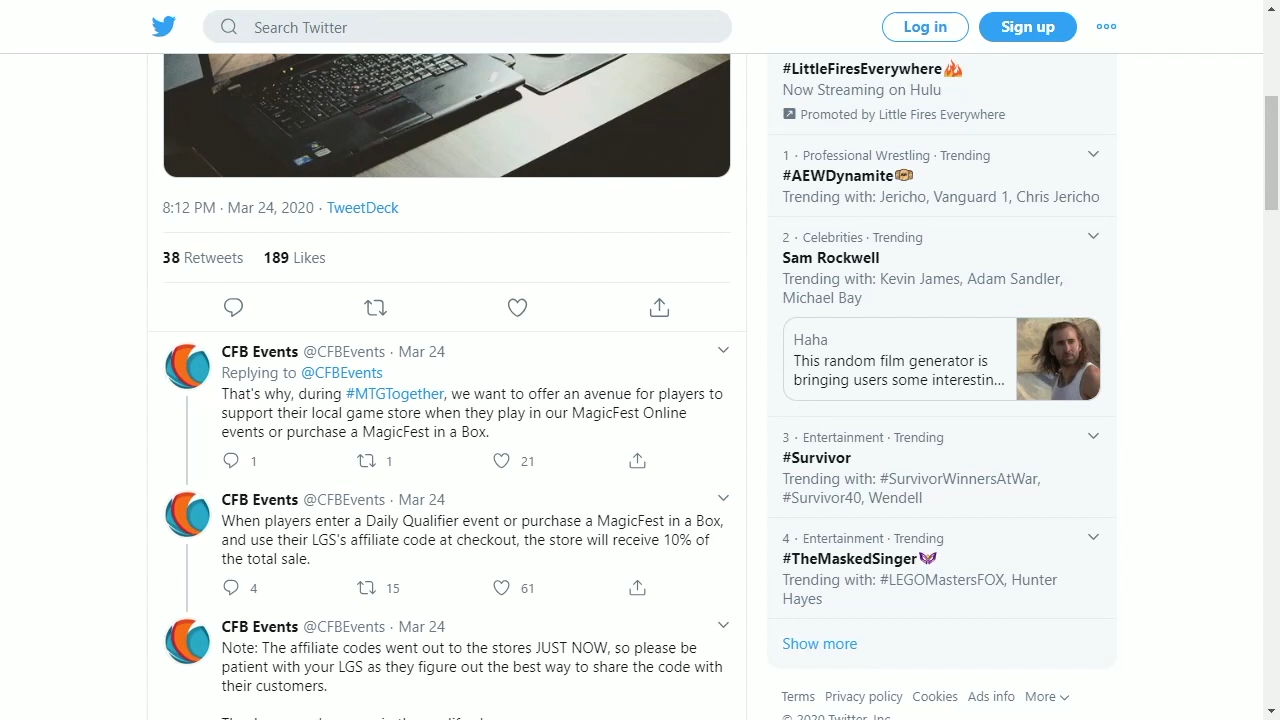 Search Twitter
Log in
Sign up
8:12 PM · Mar 24, 2020 · TweetDeck
38 Retweets 189 Likes
CFB Events @CFBEvents · Mar 24
Replying to @CFBEvents
That's why, during #MTGTogether, we want to offer an avenue for players to
support their local game store when they play in our MagicFest Online
events or purchase a MagicFest in a Box.
1 1 21
CFB Events @CFBEvents · Mar 24
When players enter a Daily Qualifier event or purchase a MagicFest in a Box,
and use their LGS's affiliate code at checkout, the store will receive 10% of
the total sale.
4 15 61
CFB Events @CFBEvents · Mar 24
Note: The affiliate codes went out to the stores JUST NOW, so please be
patient with your LGS as they figure out the best way to share the code with
their customers.
#LittleFiresEverywhere🔥
Now Streaming on Hulu
Promoted by Little Fires Everywhere
1 · Professional Wrestling · Trending
#AEWDynamite
Trending with: Jericho, Vanguard 1, Chris Jericho
2 · Celebrities · Trending
Sam Rockwell
Trending with: Kevin James, Adam Sandler,
Michael Bay
Haha
This random film generator is
bringing users some interestin...
3 · Entertainment · Trending
#Survivor
Trending with: #SurvivorWinnersAtWar,
#Survivor40, Wendell
4 · Entertainment · Trending
#TheMaskedSinger
Trending with: #LEGOMastersFOX, Hunter
Hayes
Show more
Terms Privacy policy Cookies Ads info More
© 2020 Twitter, Inc.